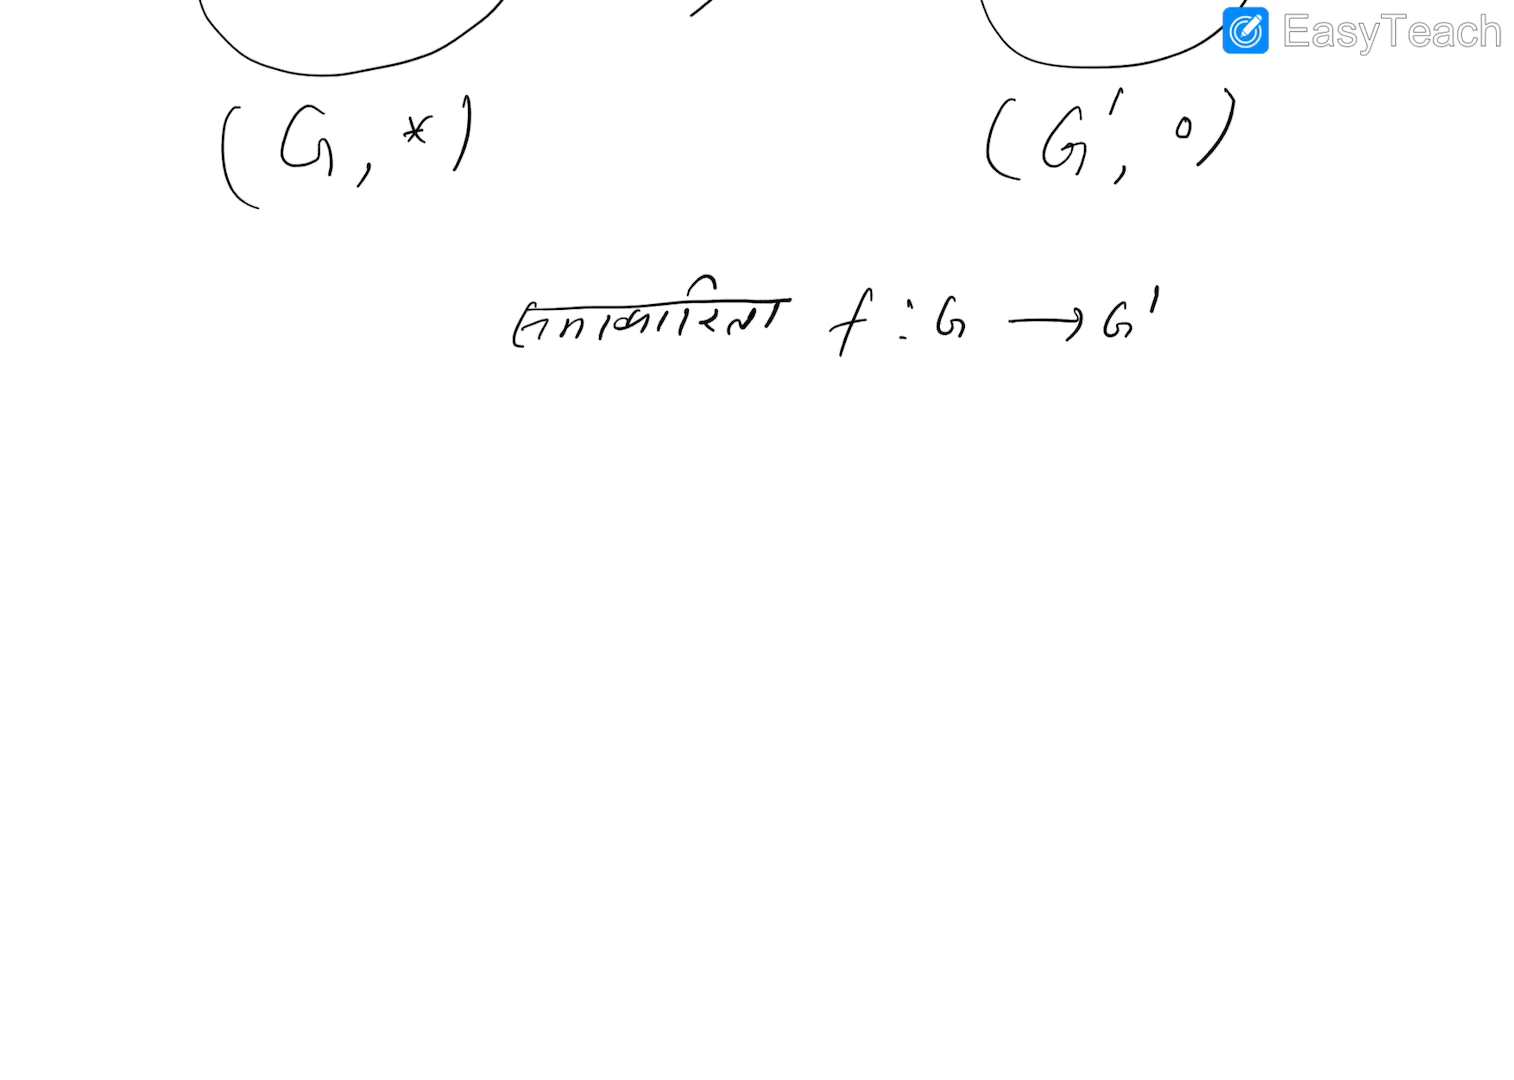 EasyTeach
(G, *) (G', o)
समाकारिता f : G → G'